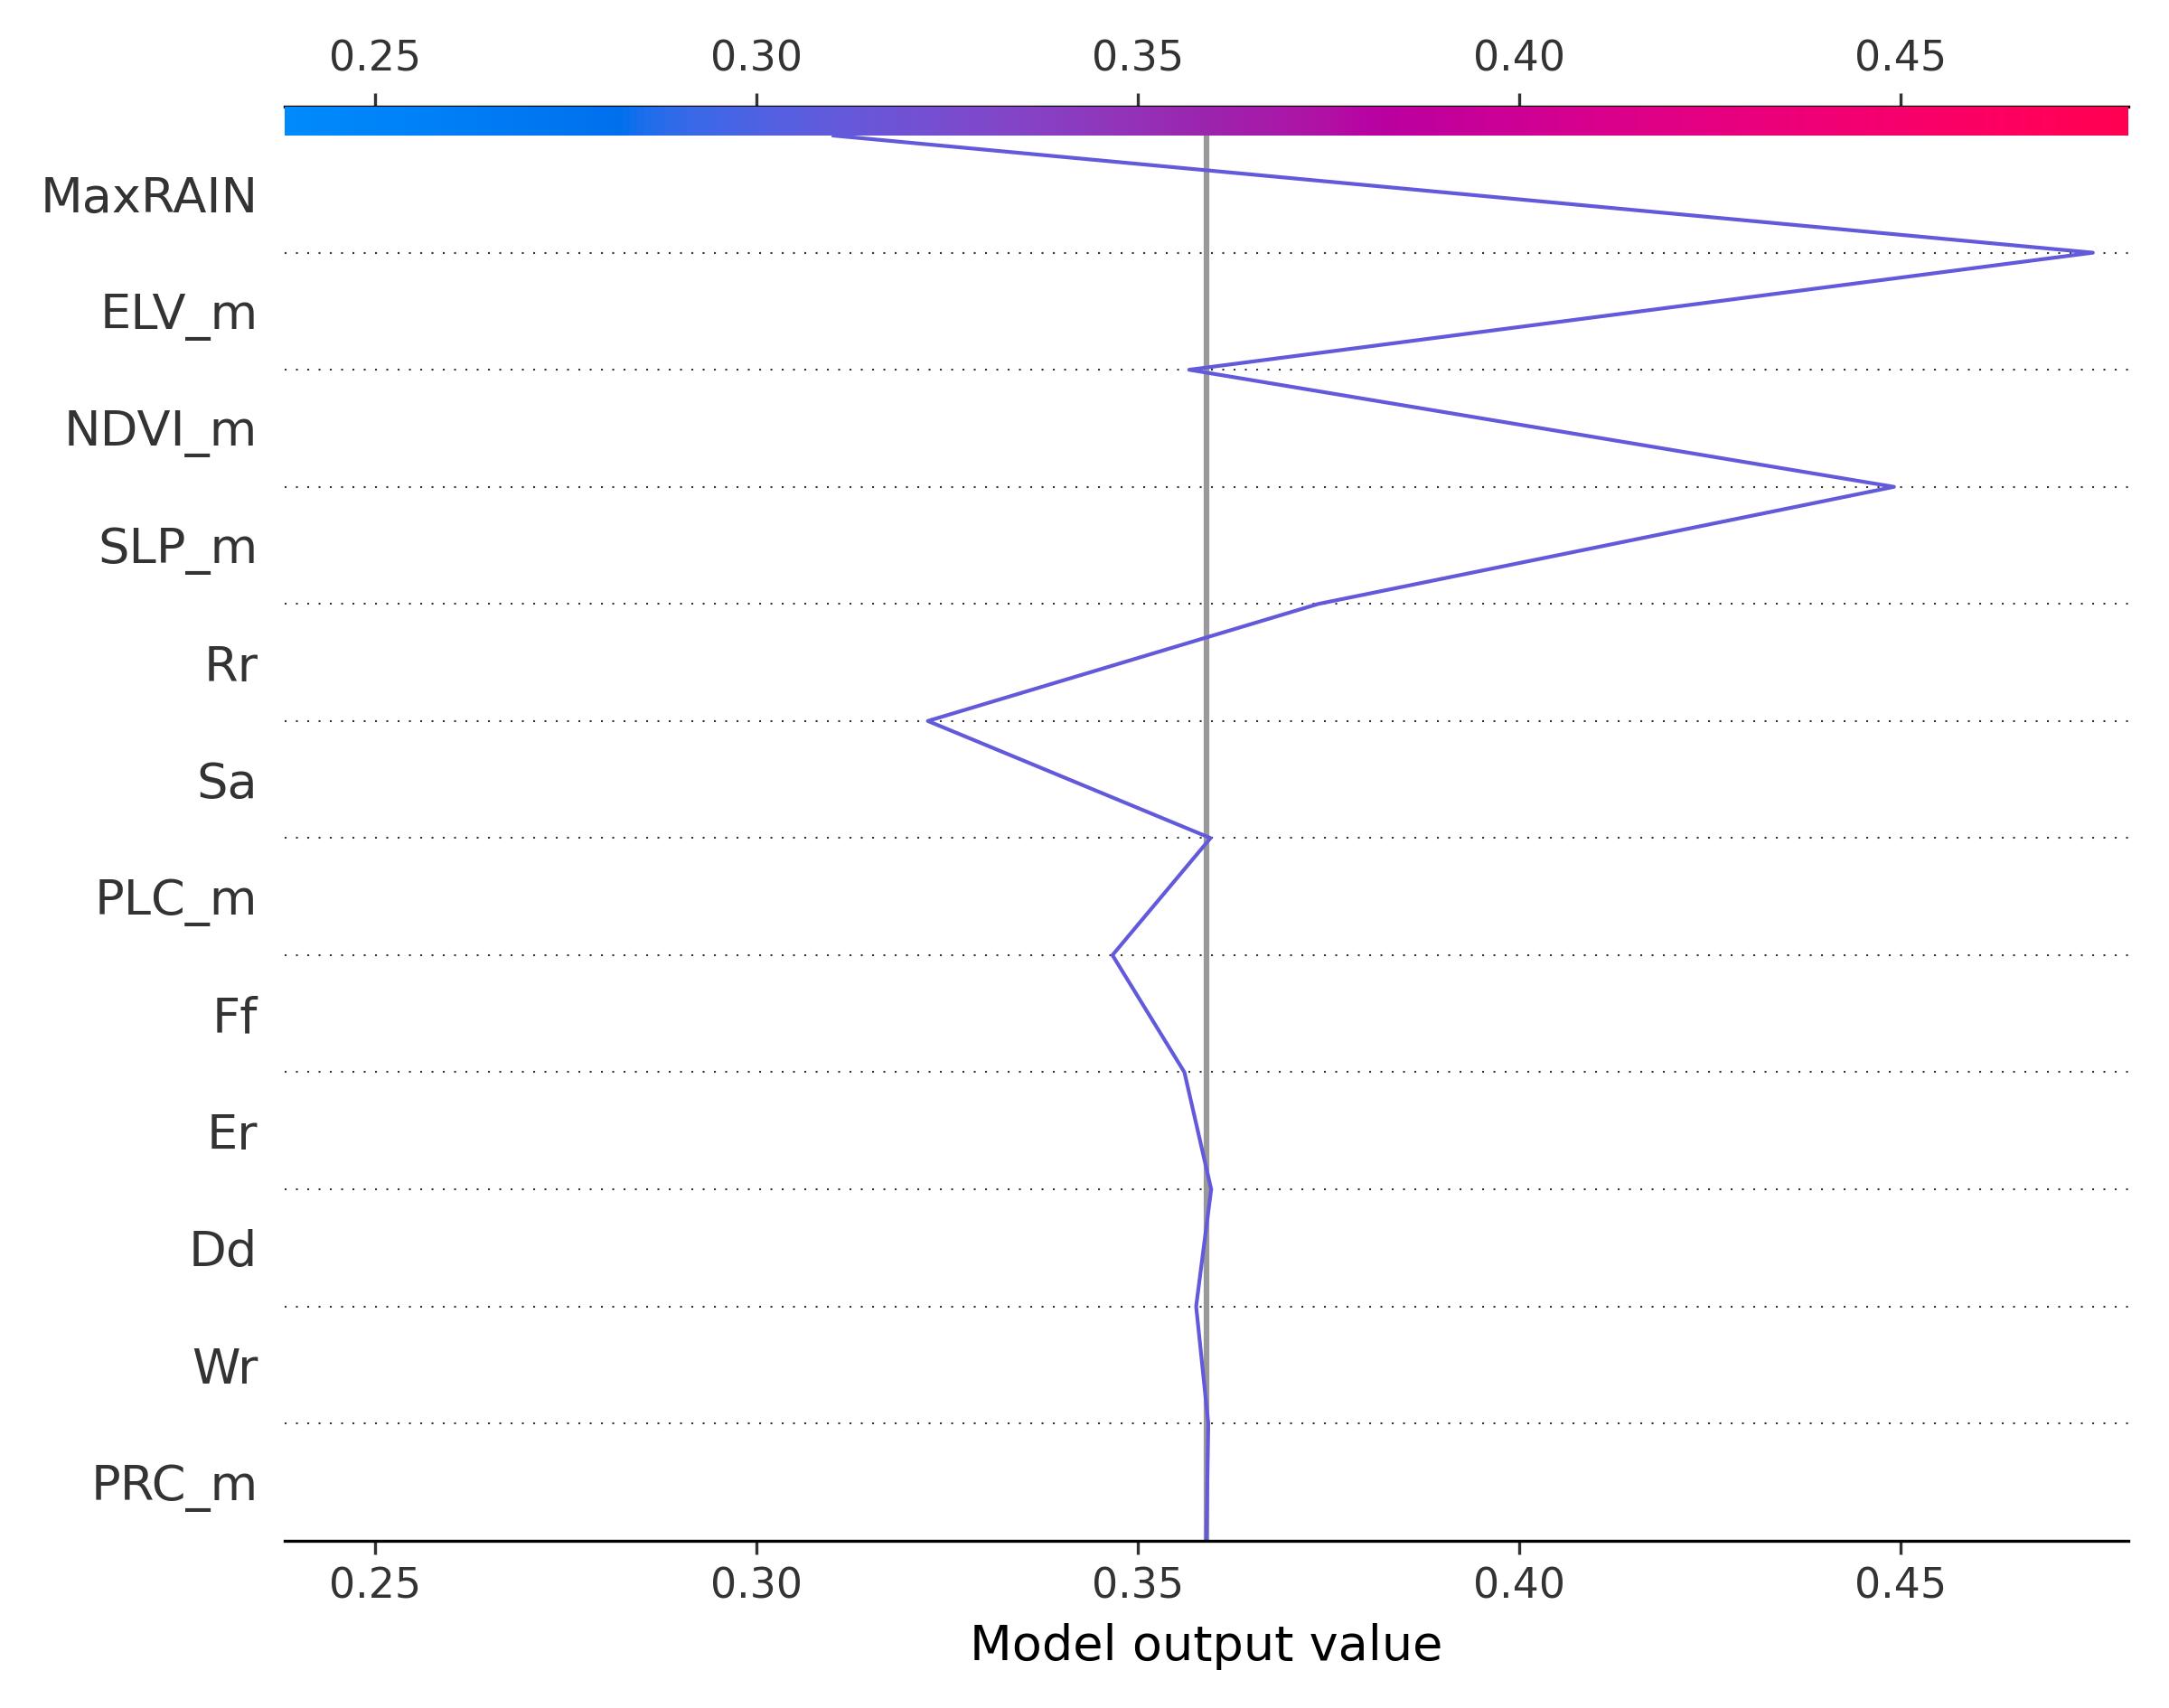 0.25 0.30 0.35 0.40 0.45
MaxRAIN
ELV_m
NDVI_m
SLP_m
Rr
Sa
PLC_m
Ff
Er
Dd
Wr
PRC_m
0.25 0.30 0.35 0.40 0.45
Model output value